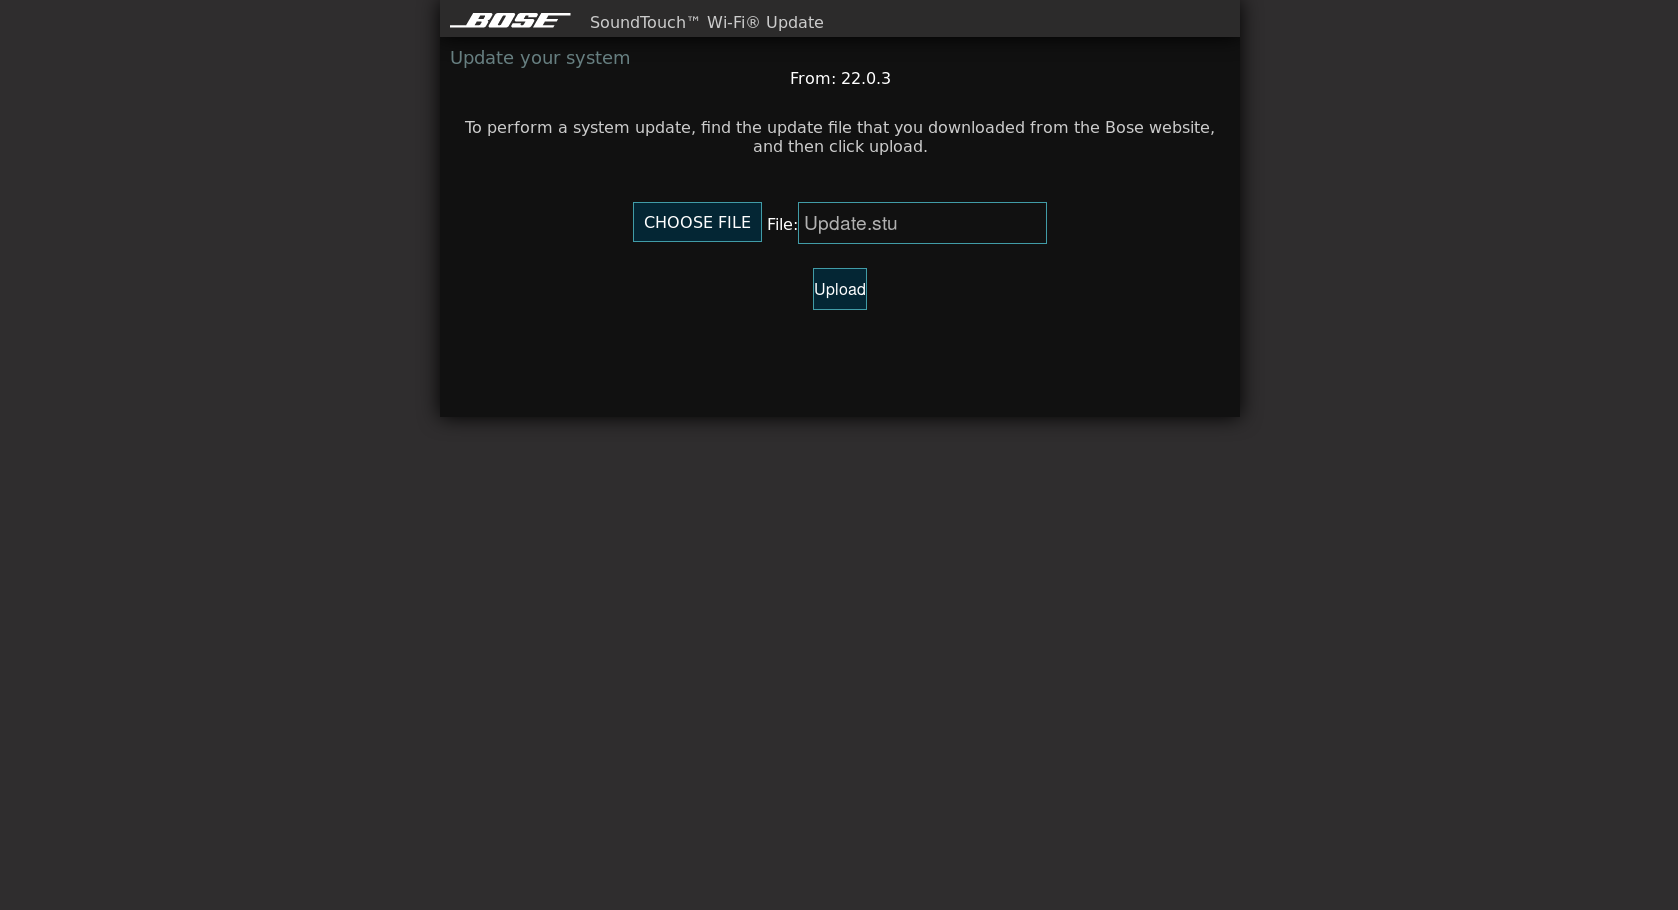 BOSE SoundTouch™ Wi-Fi® Update
Update your system
From: 22.0.3
To perform a system update, find the update file that you downloaded from the Bose website,
and then click upload.
CHOOSE FILE File: Update.stu
Upload